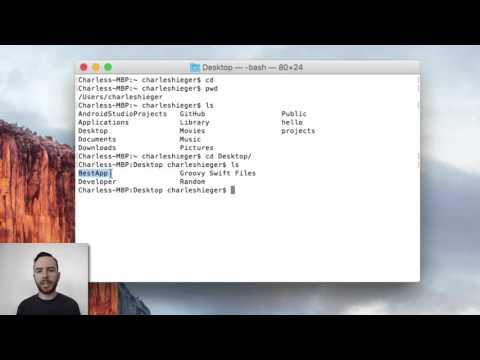 Desktop — -bash — 80×24
Charless-MBP:~ charleshieger$ cd
Charless-MBP:~ charleshieger$ pwd
/Users/charleshieger
Charless-MBP:~ charleshieger$ ls
AndroidStudioProjects GitHub Public
Applications Library hello
Desktop Movies projects
Documents Music
Downloads Pictures
Charless-MBP:~ charleshieger$ cd Desktop/
Charless-MBP:Desktop charleshieger$ ls
BestApp Groovy Swift Files
Developer Random
Charless-MBP:Desktop charleshieger$